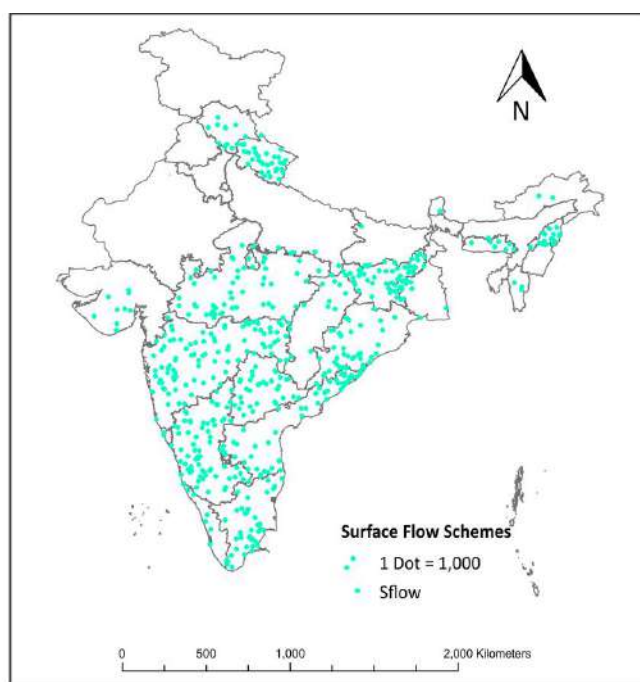 N
Surface Flow Schemes
1 Dot = 1,000
Sflow
0 500 1,000 2,000 Kilometers